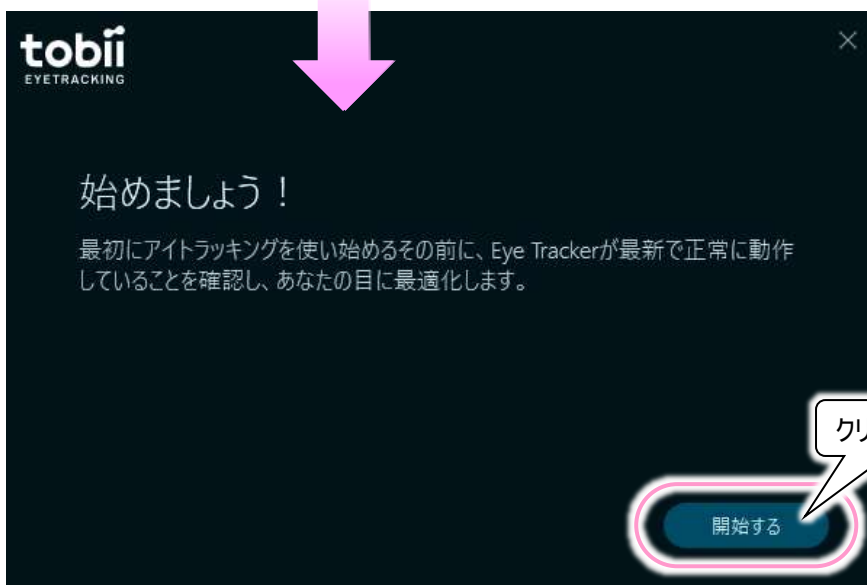 tobii
EYETRACKING
始めましょう！
最初にアイトラッキングを使い始めるその前に、Eye Trackerが最新で正常に動作
していることを確認し、あなたの目に最適化します。
クリ
開始する